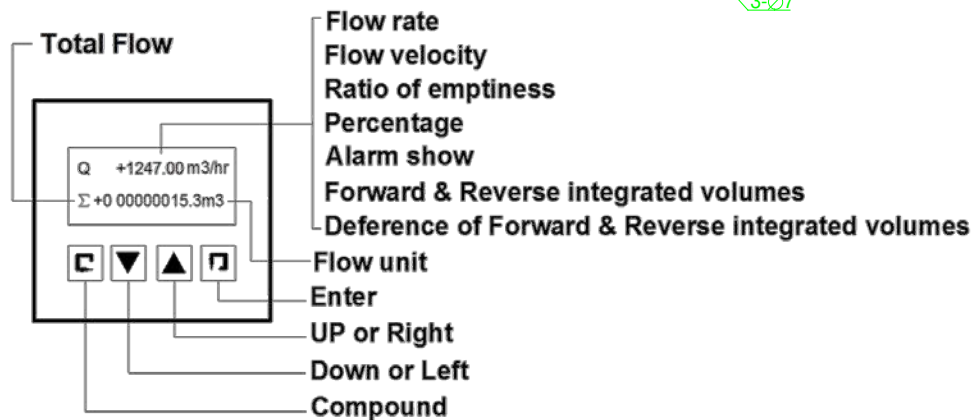 3-∅7
Total Flow
Flow rate
Flow velocity
Ratio of emptiness
Percentage
Alarm show
Forward & Reverse integrated volumes
Deference of Forward & Reverse integrated volumes
Q +1247.00 m3/hr
Σ +0 00000015.3m3
Flow unit
Enter
UP or Right
Down or Left
Compound